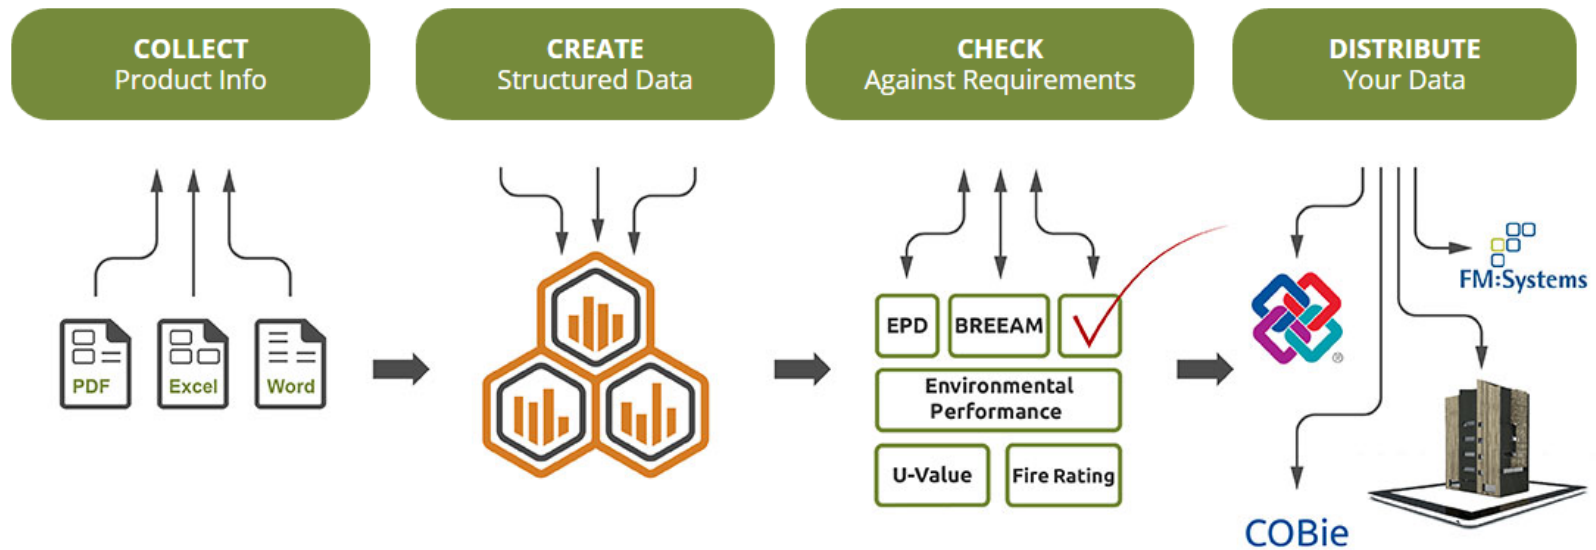 COLLECT
Product Info
CREATE
Structured Data
CHECK
Against Requirements
DISTRIBUTE
Your Data
PDF
Excel
Word
EPD
BREEAM
Environmental
Performance
U-Value
Fire Rating
®
FM:Systems
COBie